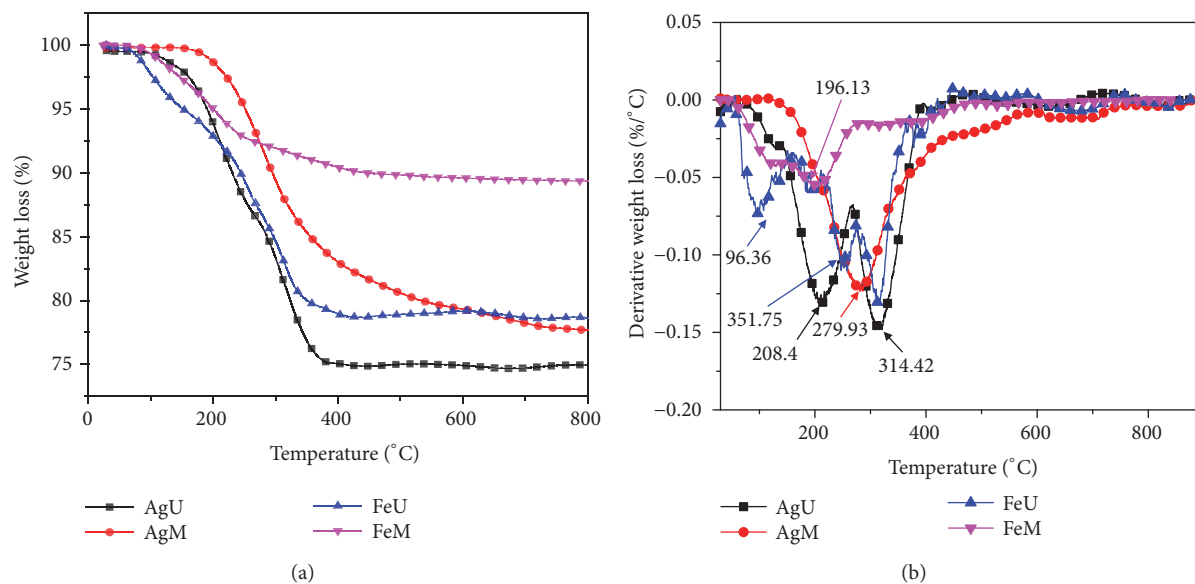 100
95
90
85
80
75
Weight loss (%)
0
200
400
600
800
Temperature (°C)
AgU
FeU
AgM
FeM
(a)
0.05
0.00
−0.05
−0.10
−0.15
−0.20
Derivative weight loss (%/°C)
196.13
96.36
351.75
208.4
279.93
314.42
200
400
600
800
Temperature (°C)
AgU
FeU
AgM
FeM
(b)